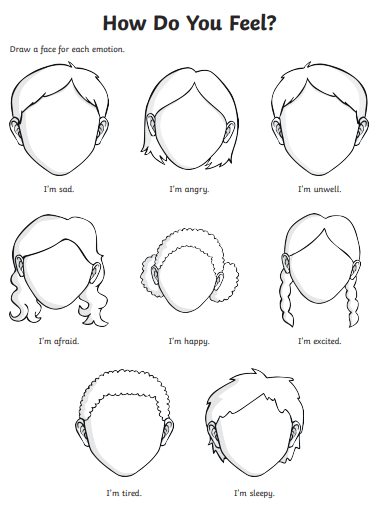 How Do You Feel?
Draw a face for each emotion.
I'm sad. I'm angry. I'm unwell.
I'm afraid. I'm happy. I'm excited.
I'm tired. I'm sleepy.